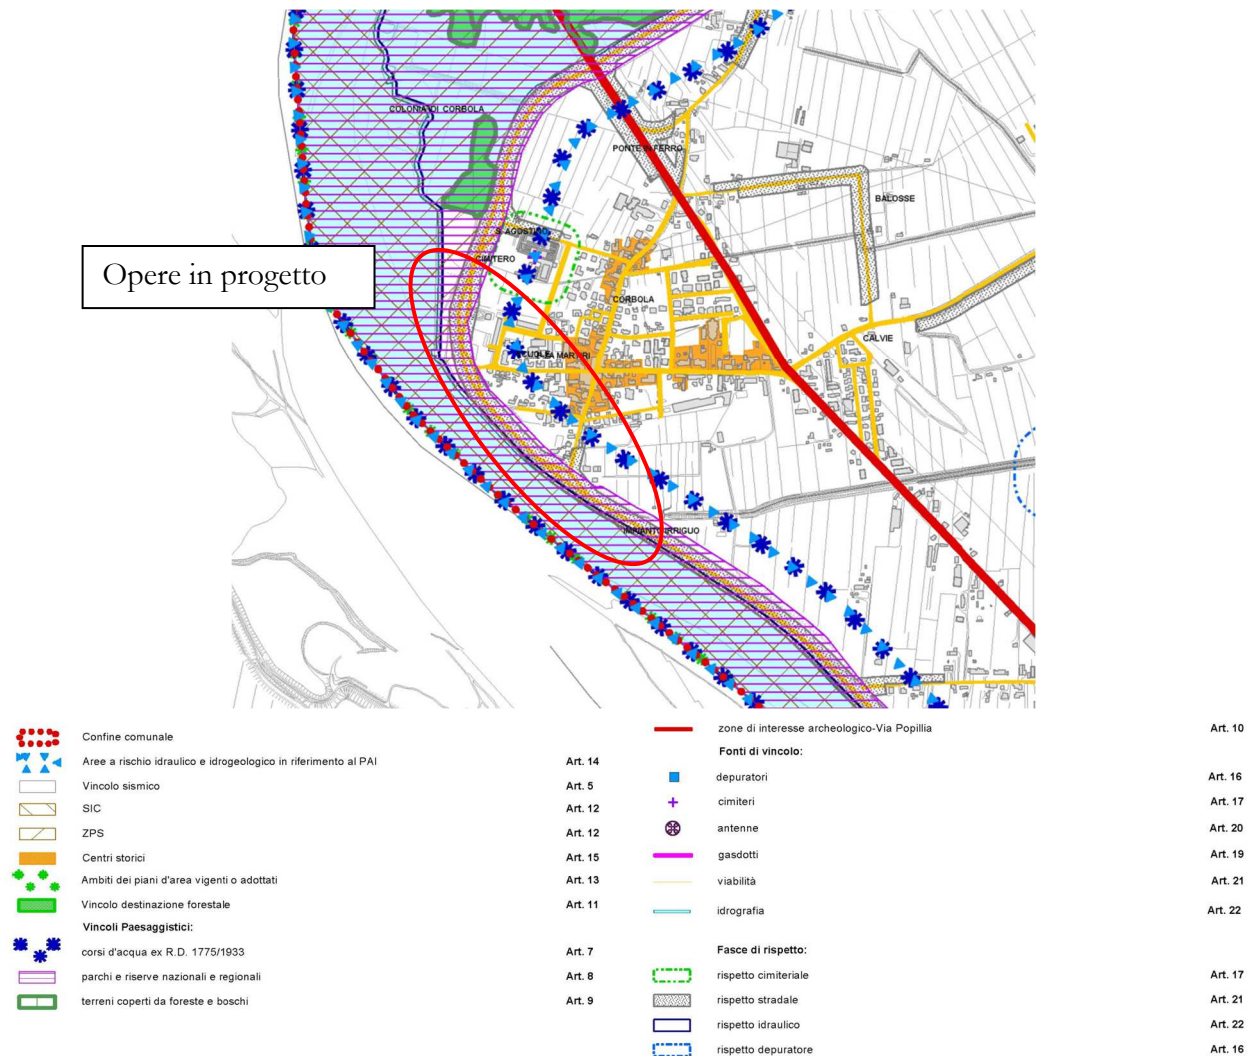 COLONIA DI CORBOLA
PONTE IN FERRO
BALOSSE
S. AGOSTINO
CIMITERO
Opere in progetto
CORBOLA
CALVIE
MARTIRI
IMPIANTO IRRIGUO
Confine comunale
Aree a rischio idraulico e idrogeologico in riferimento al PAI Art. 14
Vincolo sismico Art. 5
SIC Art. 12
ZPS Art. 12
Centri storici Art. 15
Ambiti dei piani d'area vigenti o adottati Art. 13
Vincolo destinazione forestale Art. 11
Vincoli Paesaggistici:
corsi d'acqua ex R.D. 1775/1933 Art. 7
parchi e riserve nazionali e regionali Art. 8
terreni coperti da foreste e boschi Art. 9
zone di interesse archeologico-Via Popillia Art. 10
Fonti di vincolo:
depuratori Art. 16
cimiteri Art. 17
antenne Art. 20
gasdotti Art. 19
viabilità Art. 21
idrografia Art. 22
Fasce di rispetto:
rispetto cimiteriale Art. 17
rispetto stradale Art. 21
rispetto idraulico Art. 22
rispetto depuratore Art. 16